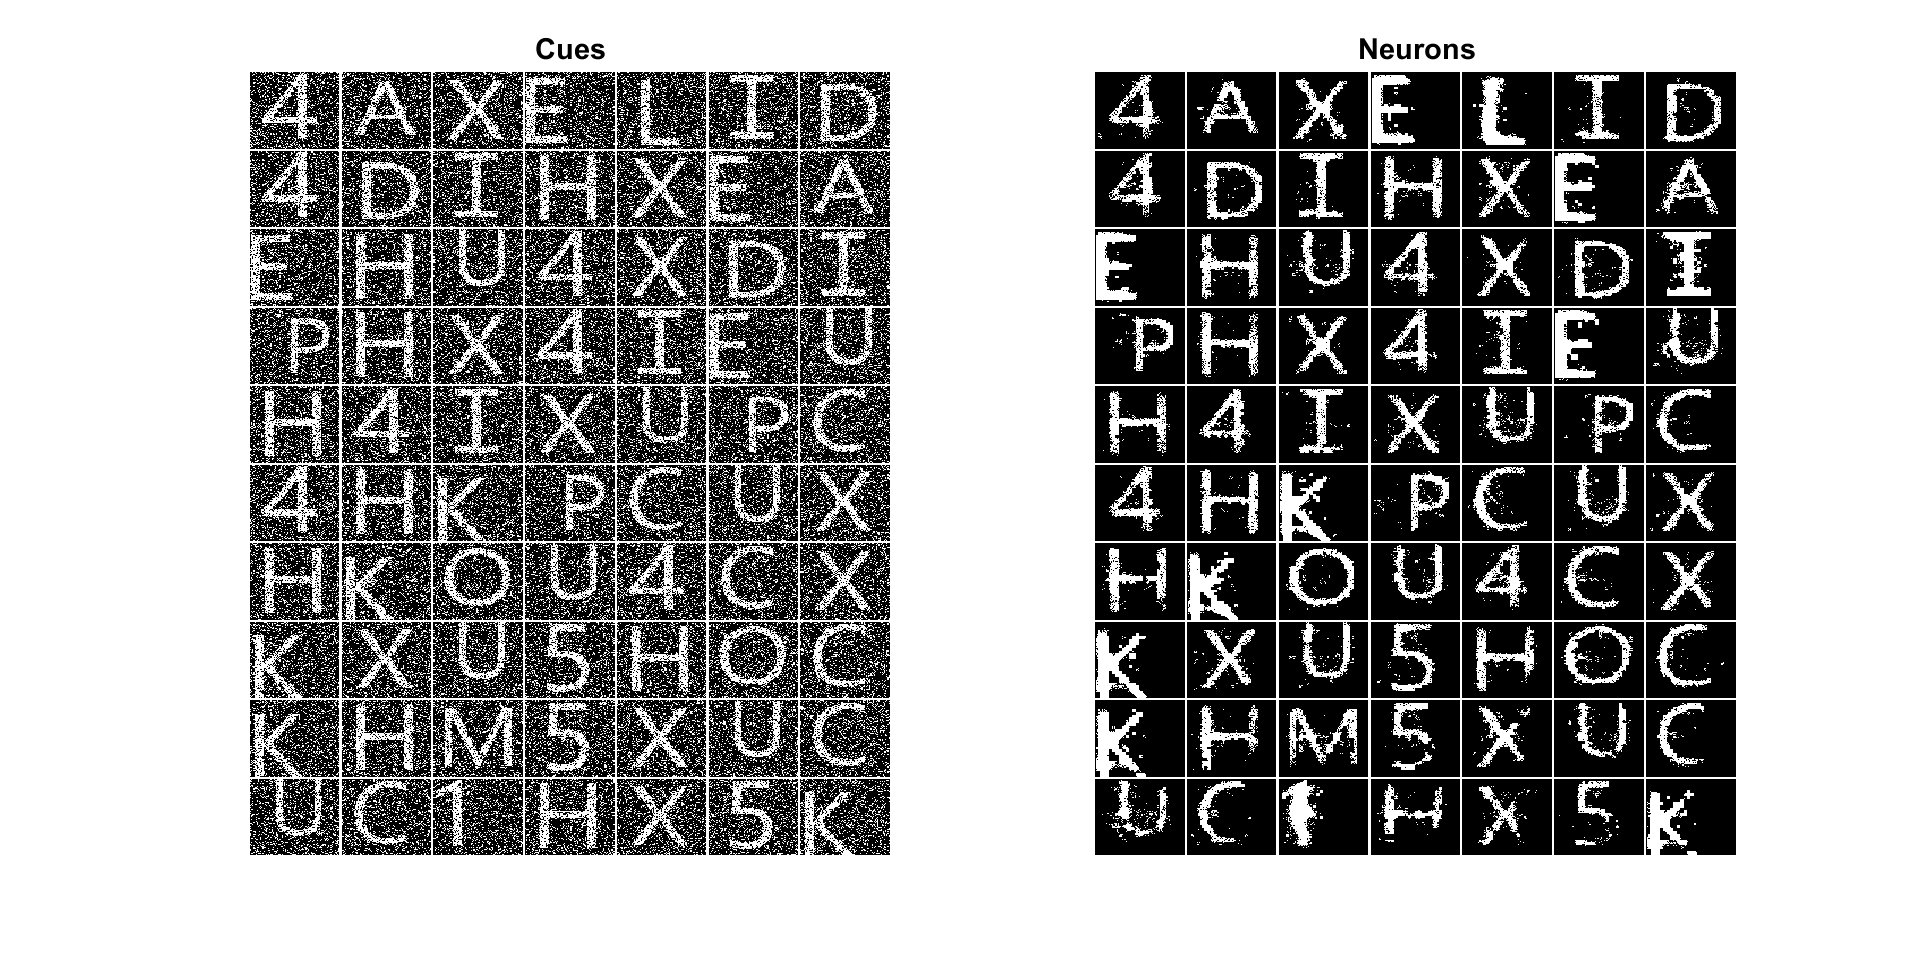 Cues Neurons
4 A X E L I D 4 A X E L I D
4 D I H X E A 4 D I H X E A
E H U 4 X D I E H U 4 X D I
P H X 4 I E U P H X 4 I E U
H 4 I X U P C H 4 I X U P C
4 H K P C U X 4 H K P C U X
H K O U 4 C X H K O U 4 C X
K X U 5 H O C K X U 5 H O C
K H M 5 X U C K H M 5 X U C
U C 1 H X 5 K U C 1 H X 5 K